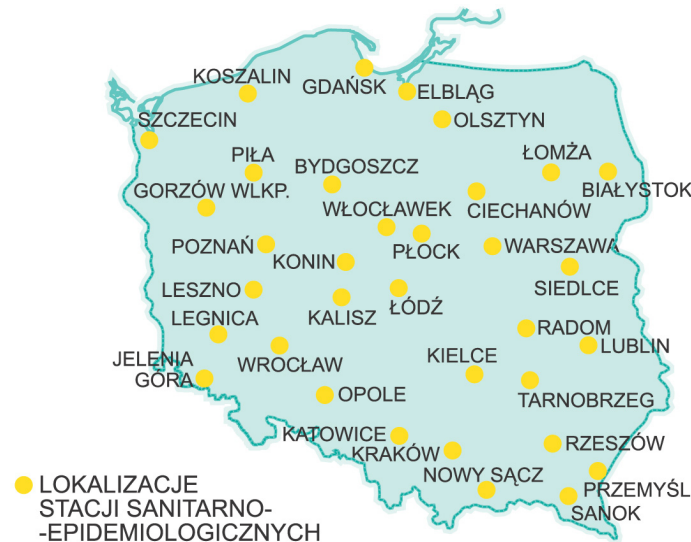 KOSZALIN
GDAŃSK
ELBLĄG
SZCZECIN
OLSZTYN
PIŁA
BYDGOSZCZ
ŁOMŻA
BIAŁYSTOK
GORZÓW WLKP.
WŁOCŁAWEK
CIECHANÓW
POZNAŃ
KONIN
PŁOCK
WARSZAWA
LESZNO
KALISZ
ŁÓDŹ
SIEDLCE
LEGNICA
RADOM
LUBLIN
JELENIA
GÓRA
WROCŁAW
KIELCE
OPOLE
TARNOBRZEG
KATOWICE
KRAKÓW
RZESZÓW
NOWY SĄCZ
PRZEMYŚL
SANOK
LOKALIZACJE
STACJI SANITARNO-
-EPIDEMIOLOGICZNYCH